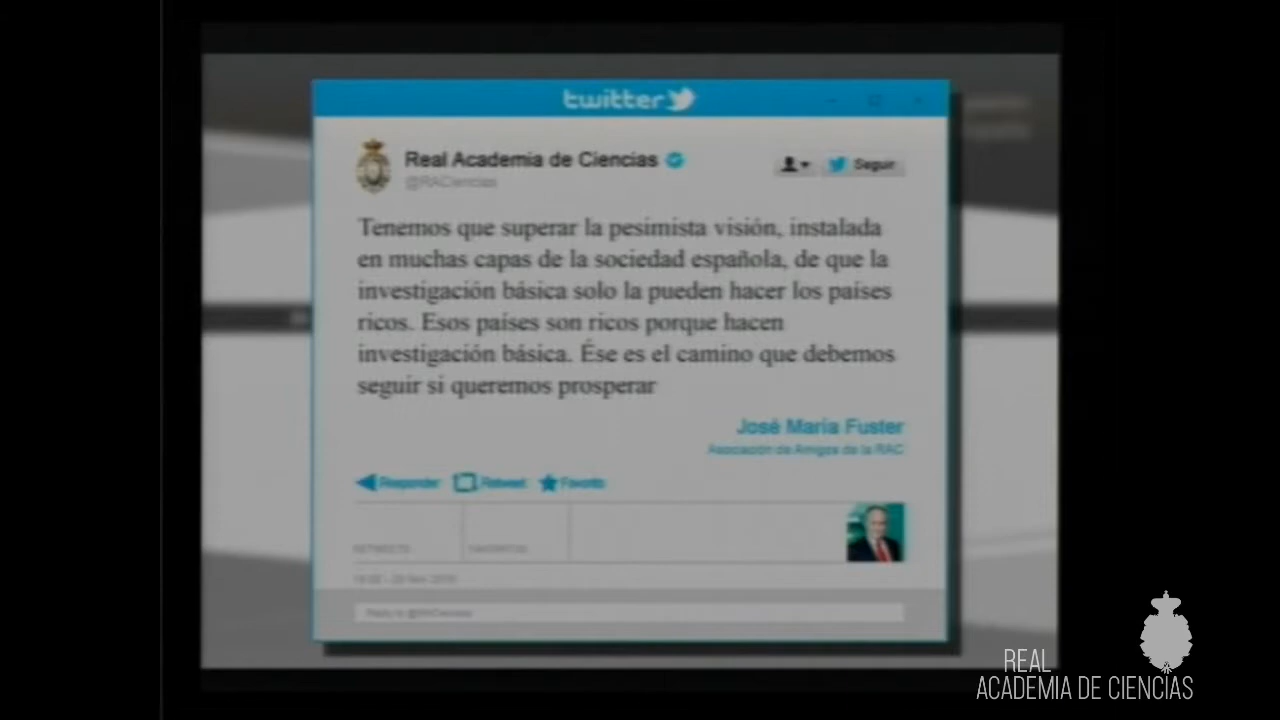 twitter
Real Academia de Ciencias
@RACiencias
Seguir
Tenemos que superar la pesimista visión, instalada
en muchas capas de la sociedad española, de que la
investigación básica solo la pueden hacer los países
ricos. Esos países son ricos porque hacen
investigación básica. Ése es el camino que debemos
seguir si queremos prosperar
José María Fuster
Asociación de Amigos de la RAC
Responder Retweet Favorito
REAL
ACADEMIA DE CIENCIAS